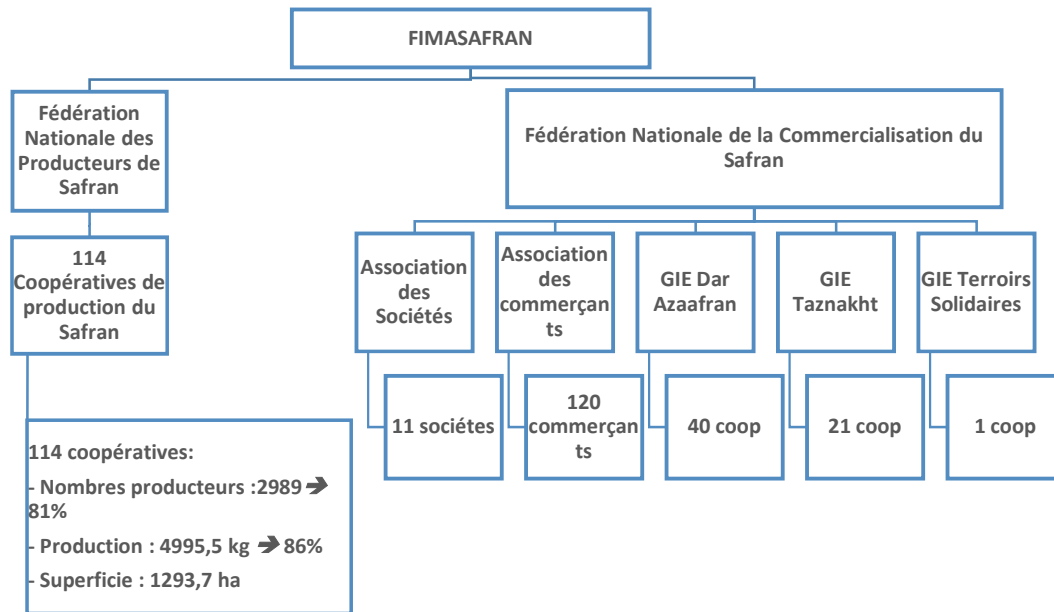 FIMASAFRAN
Fédération
Nationale des
Producteurs de
Safran
Fédération Nationale de la Commercialisation du
Safran
114
Coopératives de
production du
Safran
Association
des
Sociétés
Association
des
commerçan
ts
GIE Dar
Azaafran
GIE
Taznakht
GIE Terroirs
Solidaires
11 sociétes
120
commerçan
ts
40 coop
21 coop
1 coop
114 coopératives:
- Nombres producteurs :2989 ➔
81%
- Production : 4995,5 kg ➔ 86%
- Superficie : 1293,7 ha